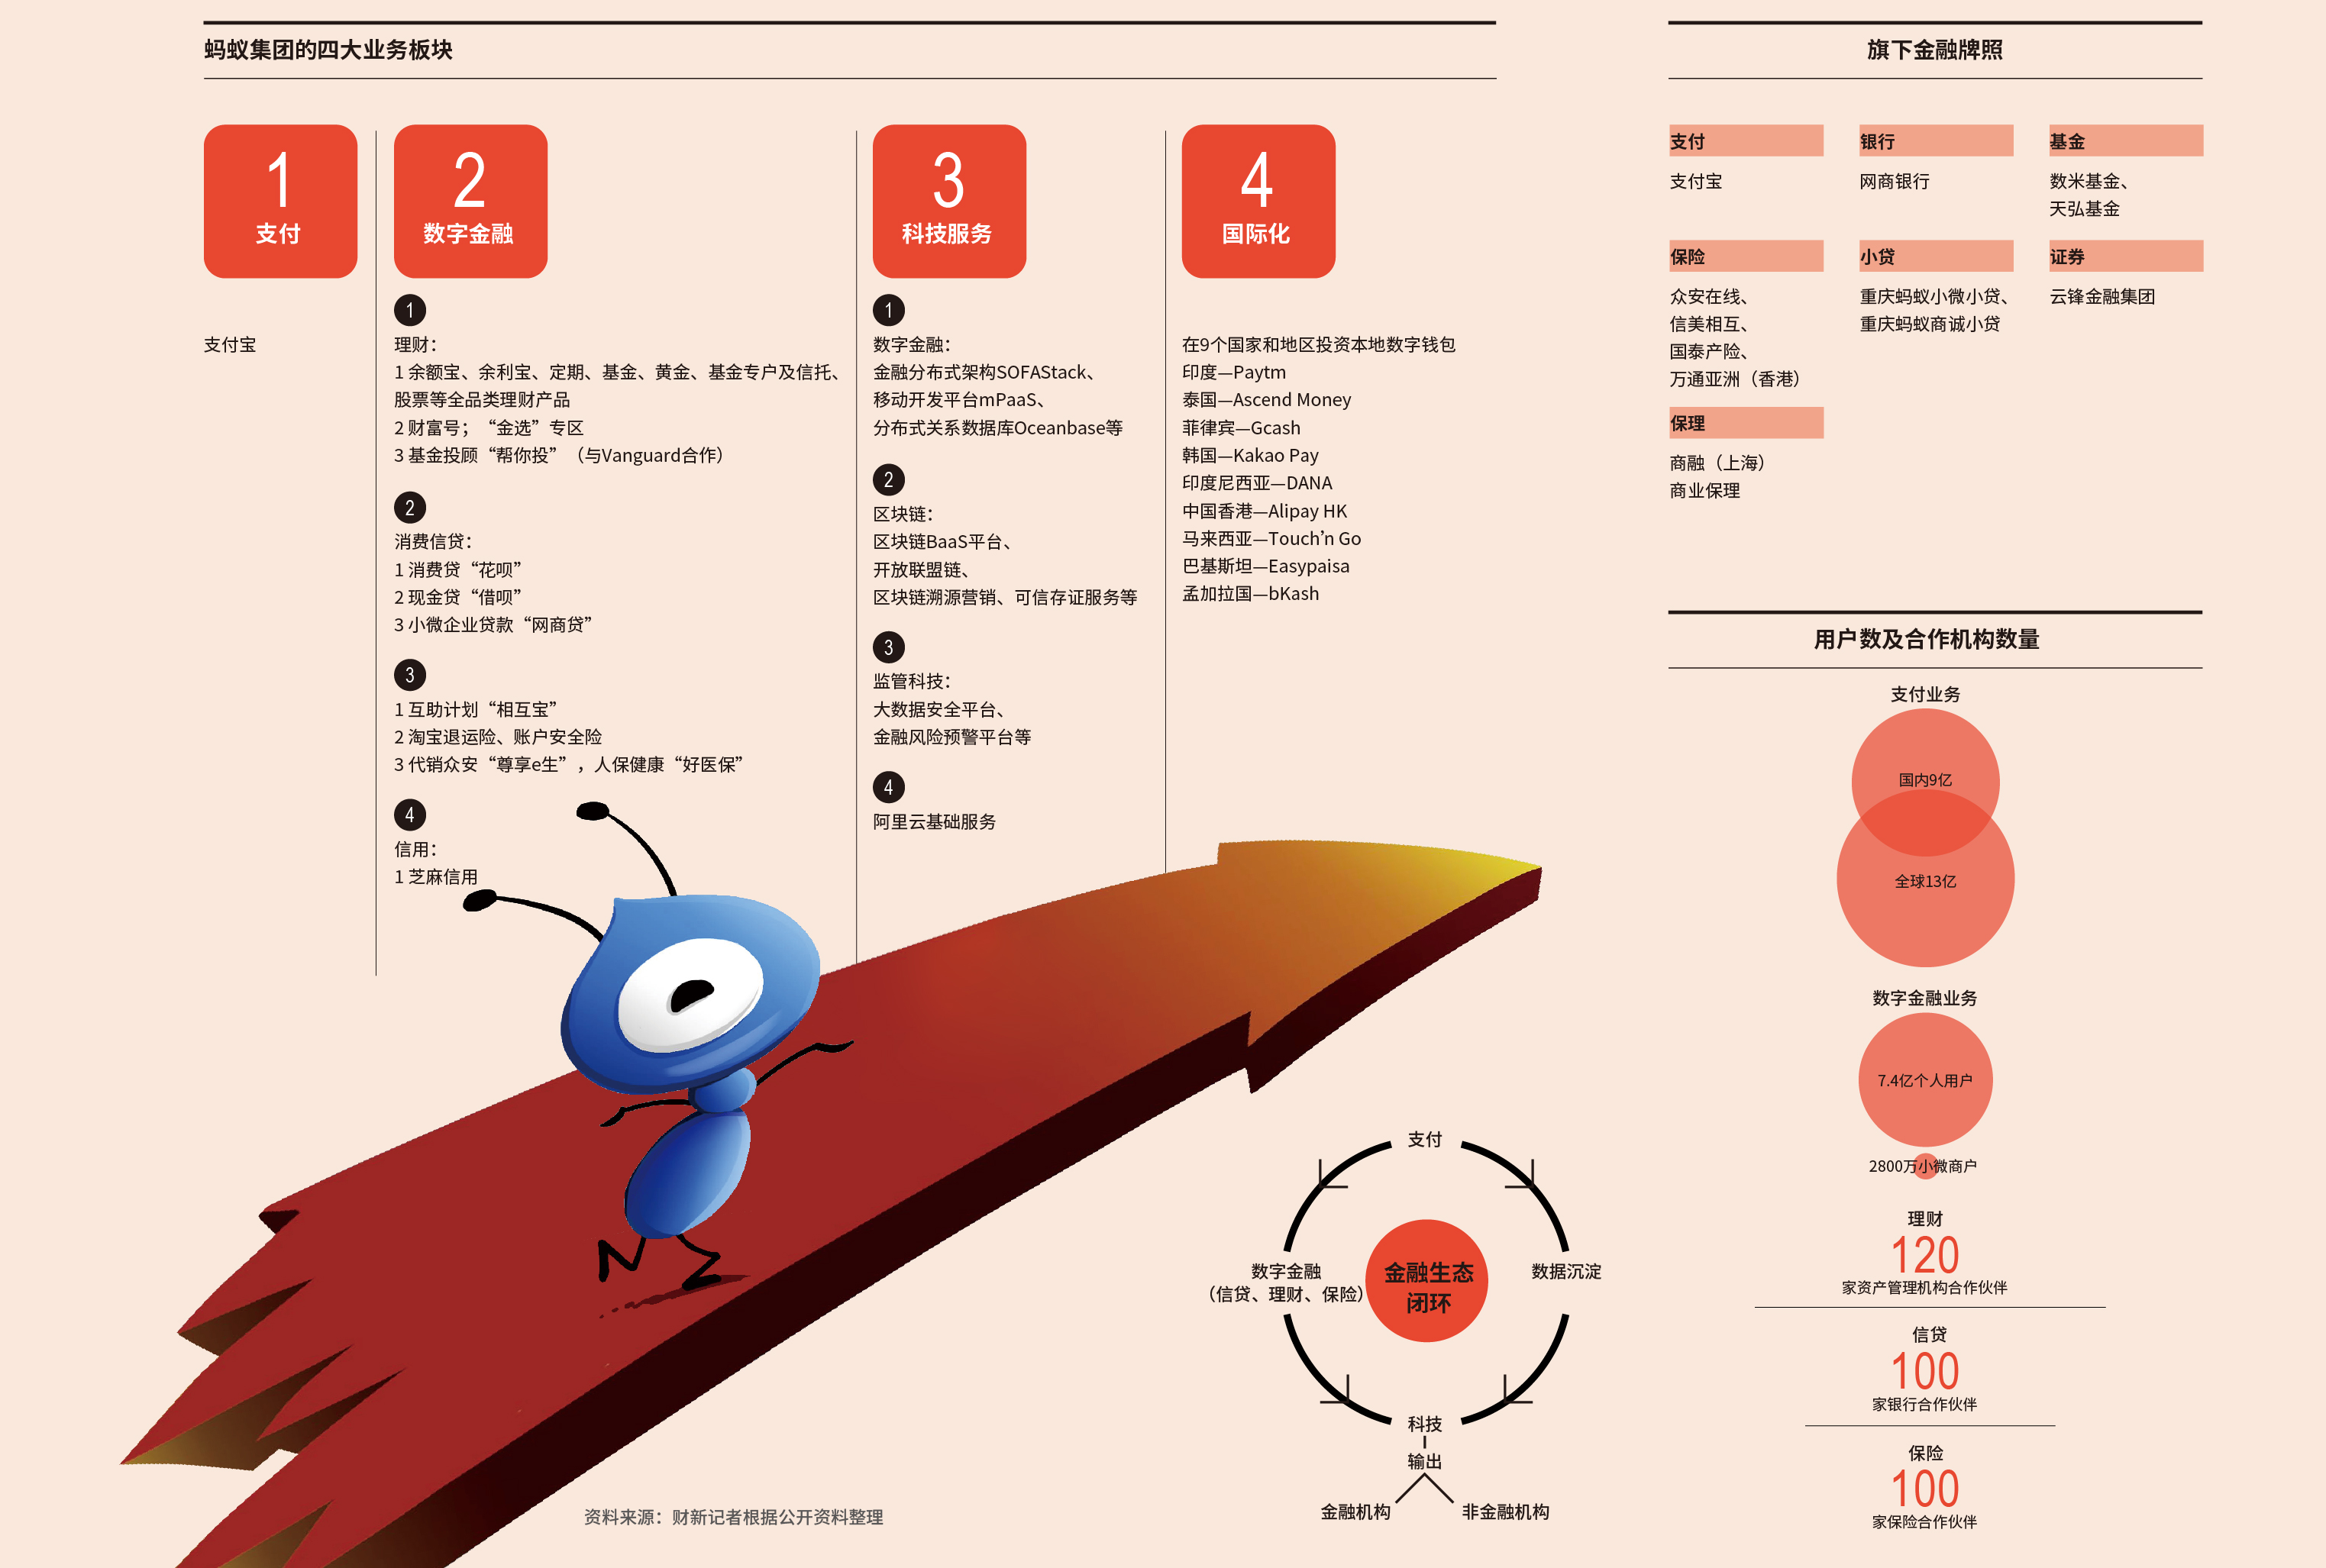 蚂蚁集团的四大业务板块
1
支付
支付宝
2
数字金融
1
理财：
1 余额宝、余利宝、定期、基金、黄金、基金专户及信托、
股票等全品类理财产品
2 财富号；“金选”专区
3 基金投顾“帮你投”（与Vanguard合作）
2
消费信贷：
1 消费贷“花呗”
2 现金贷“借呗”
3 小微企业贷款“网商贷”
3
1 互助计划“相互宝”
2 淘宝退运险、账户安全险
3 代销众安“尊享e生”，人保健康“好医保”
4
信用：
1 芝麻信用
3
科技服务
1
数字金融：
金融分布式架构SOFAStack、
移动开发平台mPaaS、
分布式关系数据库Oceanbase等
2
区块链：
区块链BaaS平台、
开放联盟链、
区块链溯源营销、可信存证服务等
3
监管科技：
大数据安全平台、
金融风险预警平台等
4
阿里云基础服务
4
国际化
在9个国家和地区投资本地数字钱包
印度—Paytm
泰国—Ascend Money
菲律宾—Gcash
韩国—Kakao Pay
印度尼西亚—DANA
中国香港—Alipay HK
马来西亚—Touch’n Go
巴基斯坦—Easypaisa
孟加拉国—bKash
旗下金融牌照
支付
支付宝
银行
网商银行
基金
数米基金、
天弘基金
保险
众安在线、
信美相互、
国泰产险、
万通亚洲（香港）
小贷
重庆蚂蚁小微小贷、
重庆蚂蚁商诚小贷
证券
云锋金融集团
保理
商融（上海）
商业保理
用户数及合作机构数量
支付业务
国内9亿
全球13亿
数字金融业务
7.4亿个人用户
2800万小微商户
理财
120
家资产管理机构合作伙伴
信贷
100
家银行合作伙伴
保险
100
家保险合作伙伴
支付
数据沉淀
数字金融
（信贷、理财、保险）
金融生态
闭环
科技
输出
金融机构
非金融机构
资料来源：财新记者根据公开资料整理